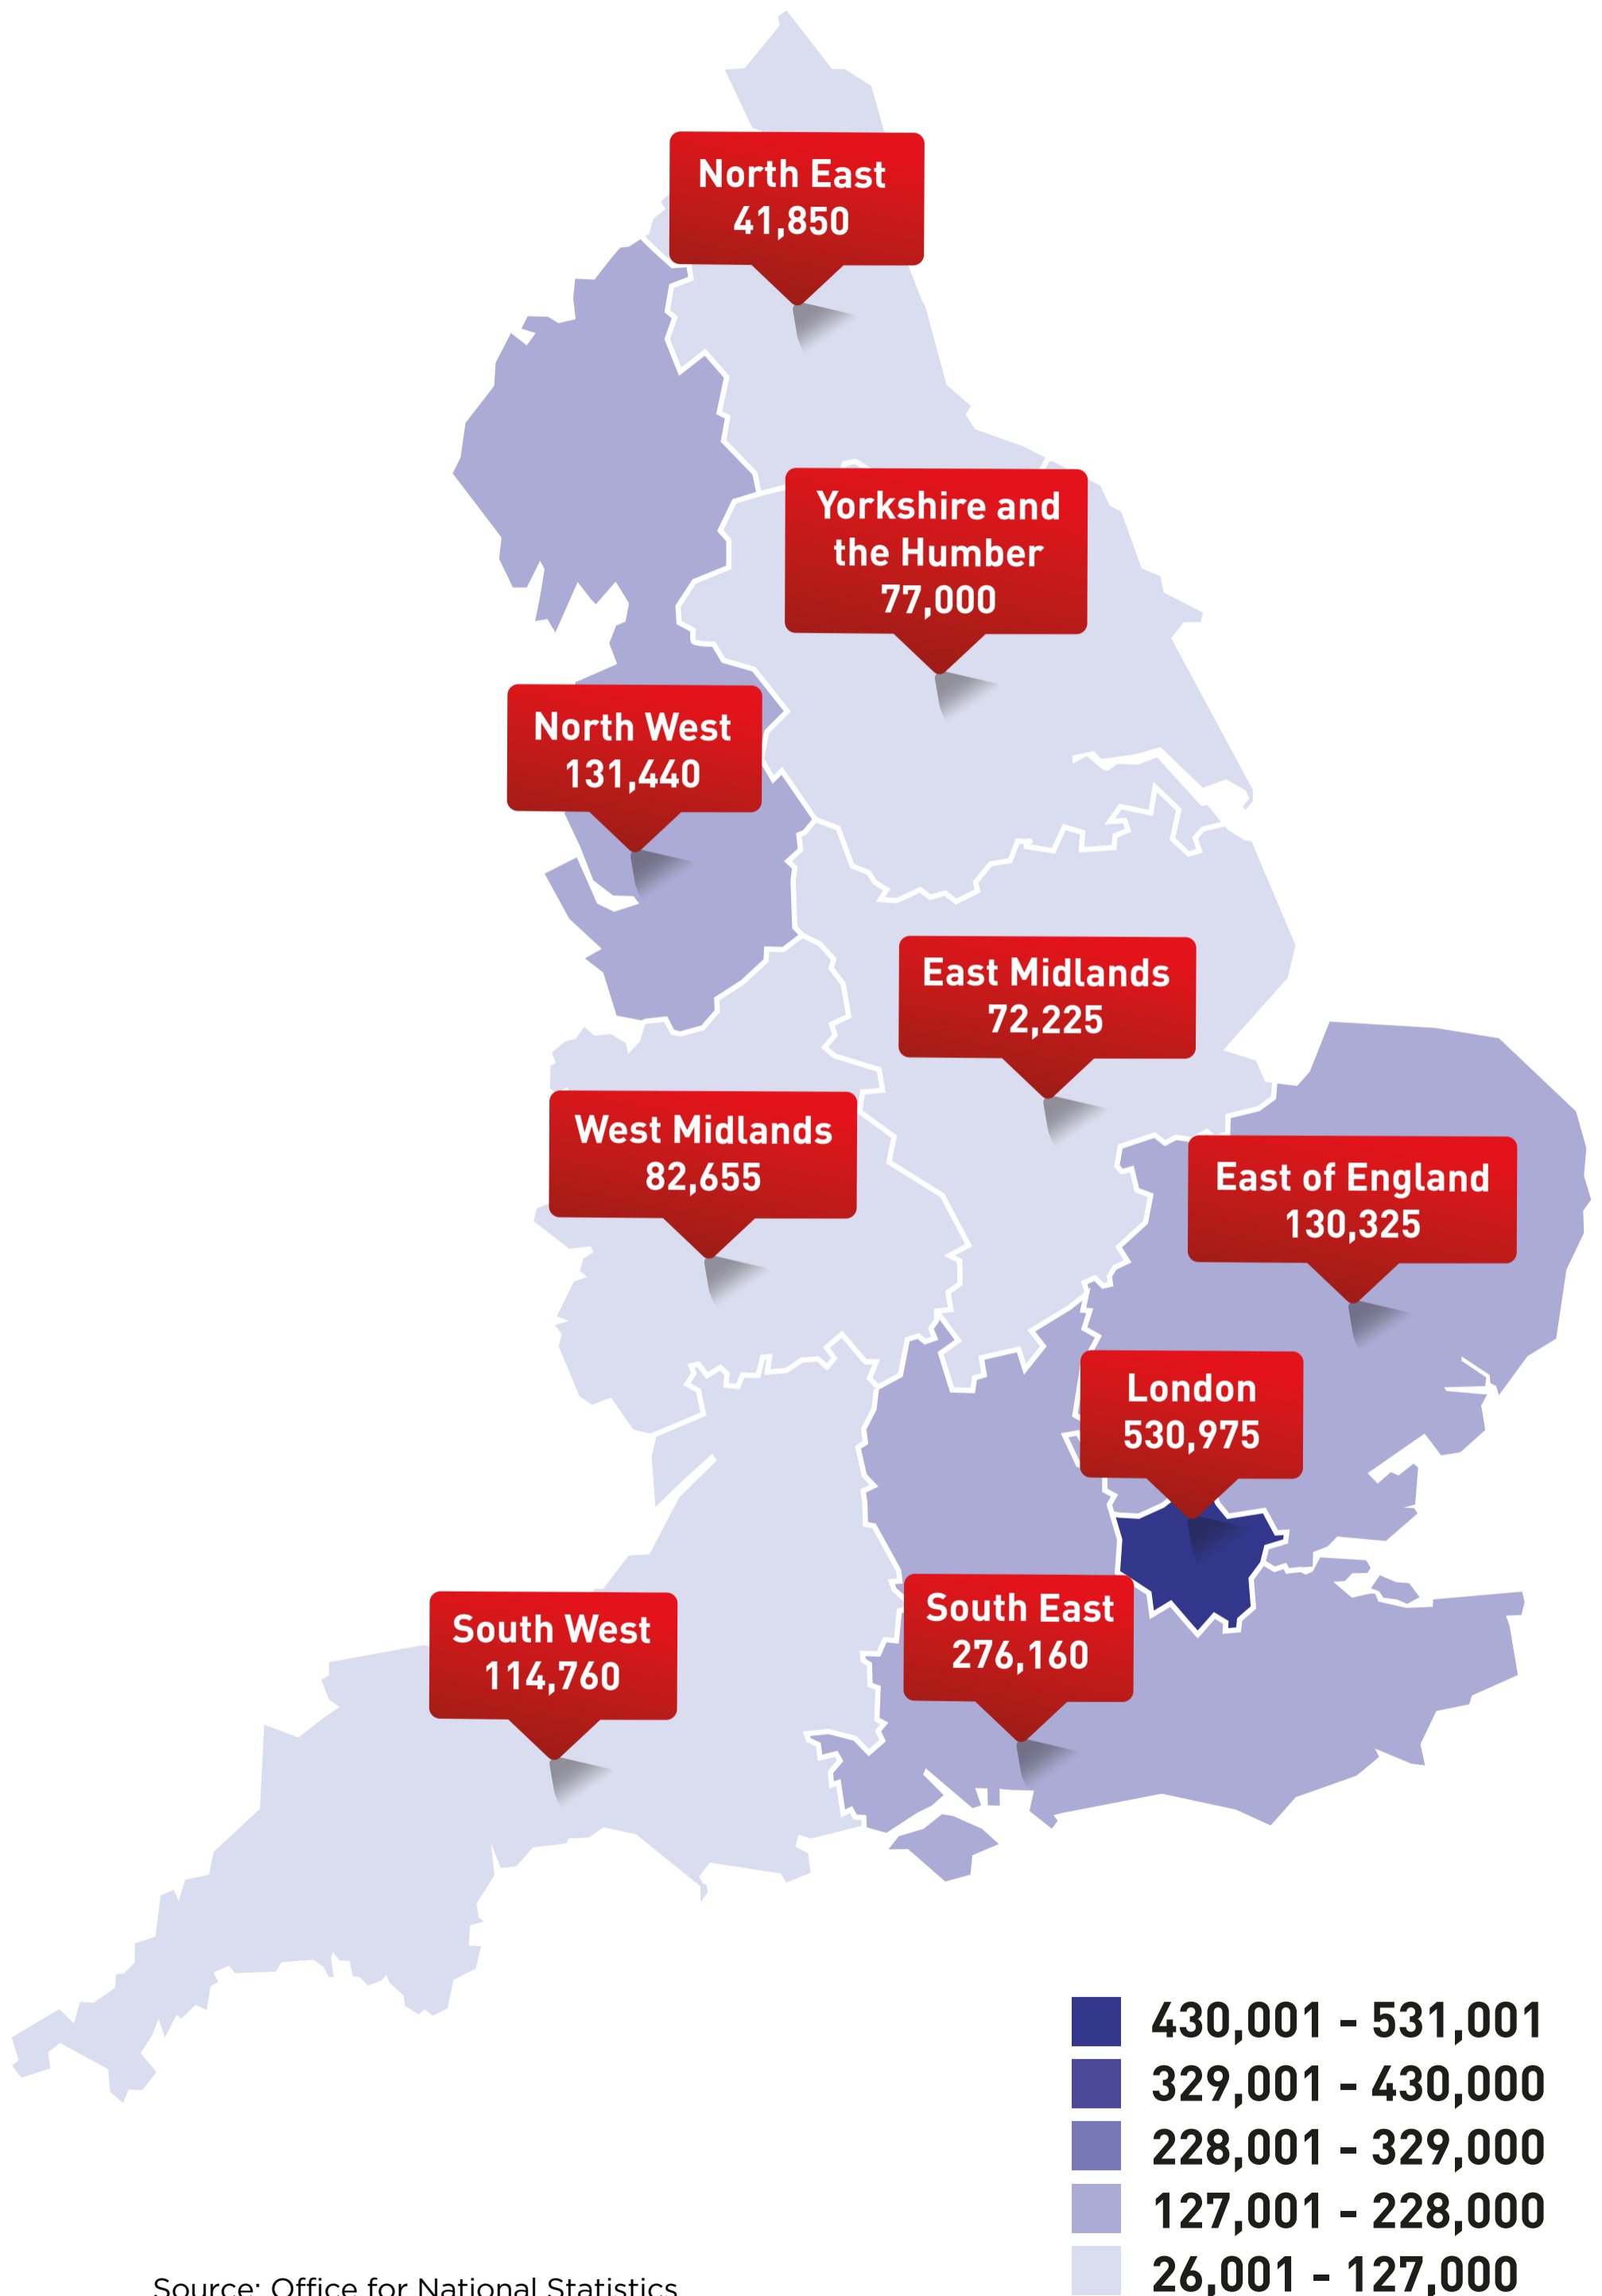 North East
41,850
Yorkshire and
the Humber
77,000
North West
131,440
East Midlands
72,225
West Midlands
82,655
East of England
130,325
London
530,975
South East
276,160
South West
114,760
430,001 - 531,001
329,001 - 430,000
228,001 - 329,000
127,001 - 228,000
26,001 - 127,000
Source: Office for National Statistics